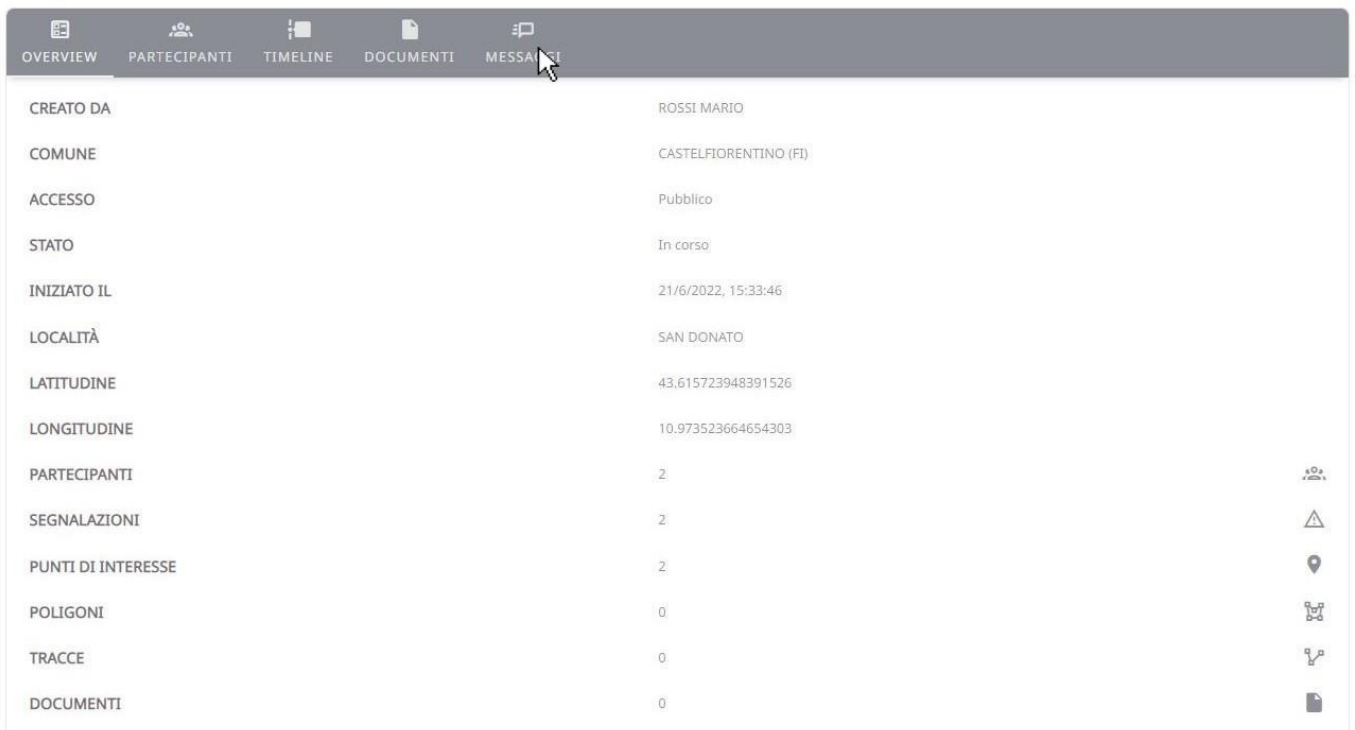 OVERVIEW PARTECIPANTI TIMELINE DOCUMENTI MESSAGGI
CREATO DA ROSSI MARIO
COMUNE CASTELFIORENTINO (FI)
ACCESSO Pubblico
STATO In corso
INIZIATO IL 21/6/2022, 15:33:46
LOCALITÀ SAN DONATO
LATITUDINE 43.615723948391526
LONGITUDINE 10.973523664654303
PARTECIPANTI 2
SEGNALAZIONI 2
PUNTI DI INTERESSE 2
POLIGONI 0
TRACCE 0
DOCUMENTI 0